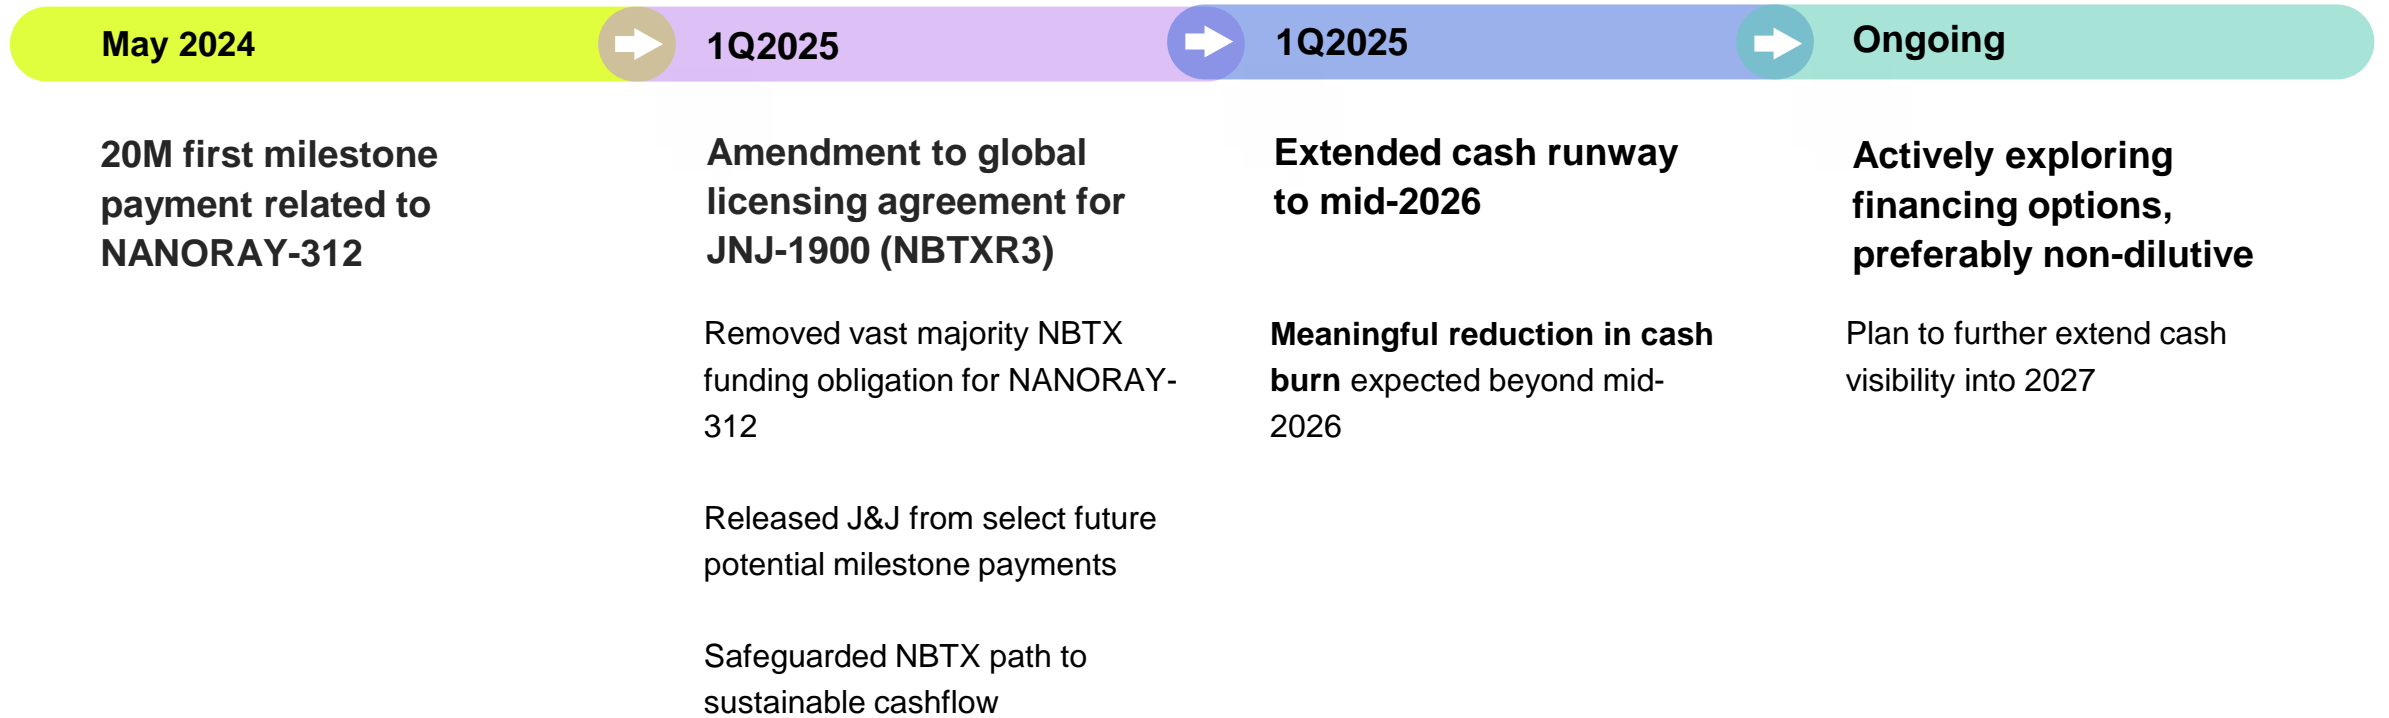 May 2024
20M first milestone
payment related to
NANORAY-312
1Q2025
Amendment to global
licensing agreement for
JNJ-1900 (NBTXR3)
Removed vast majority NBTX
funding obligation for NANORAY-
312
Released J&J from select future
potential milestone payments
Safeguarded NBTX path to
sustainable cashflow
1Q2025
Extended cash runway
to mid-2026
Meaningful reduction in cash
burn expected beyond mid-
2026
Ongoing
Actively exploring
financing options,
preferably non-dilutive
Plan to further extend cash
visibility into 2027